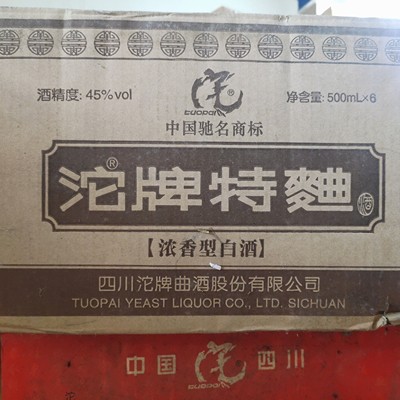 酒精度: 45%vol
TUOPAI
净含量: 500mL×6
中国驰名商标
沱牌特麯®
【浓香型白酒】
四川沱牌曲酒股份有限公司
TUOPAI YEAST LIQUOR CO., LTD. SICHUAN
中国 TUOPAI 四川